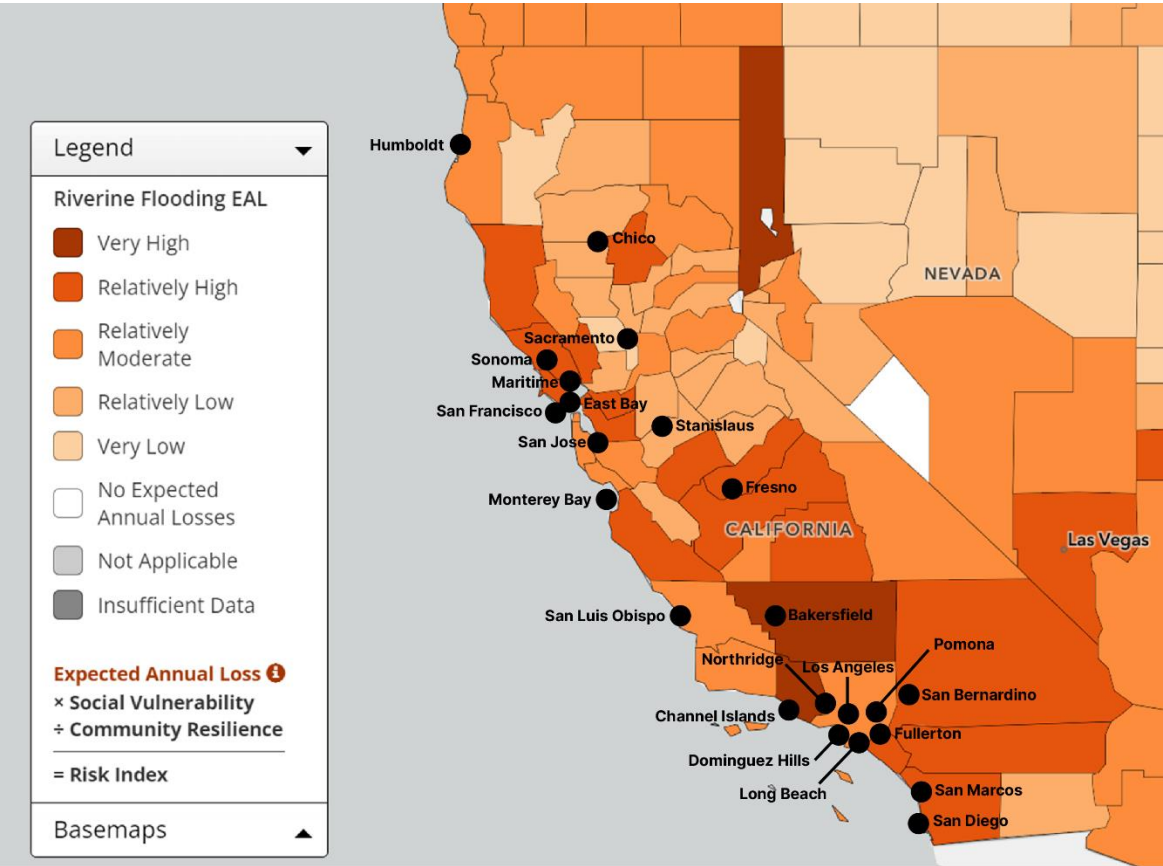 Legend
Riverine Flooding EAL
Very High
Relatively High
Relatively
Moderate
Relatively Low
Very Low
No Expected
Annual Losses
Not Applicable
Insufficient Data
Expected Annual Loss
× Social Vulnerability
÷ Community Resilience
= Risk Index
Basemaps
Humboldt
Chico
NEVADA
Sacramento
Sonoma
Maritime
East Bay
San Francisco
Stanislaus
San Jose
Fresno
Monterey Bay
CALIFORNIA
Las Vegas
San Luis Obispo
Bakersfield
Pomona
Northridge
Los Angeles
San Bernardino
Channel Islands
Fullerton
Dominguez Hills
Long Beach
San Marcos
San Diego